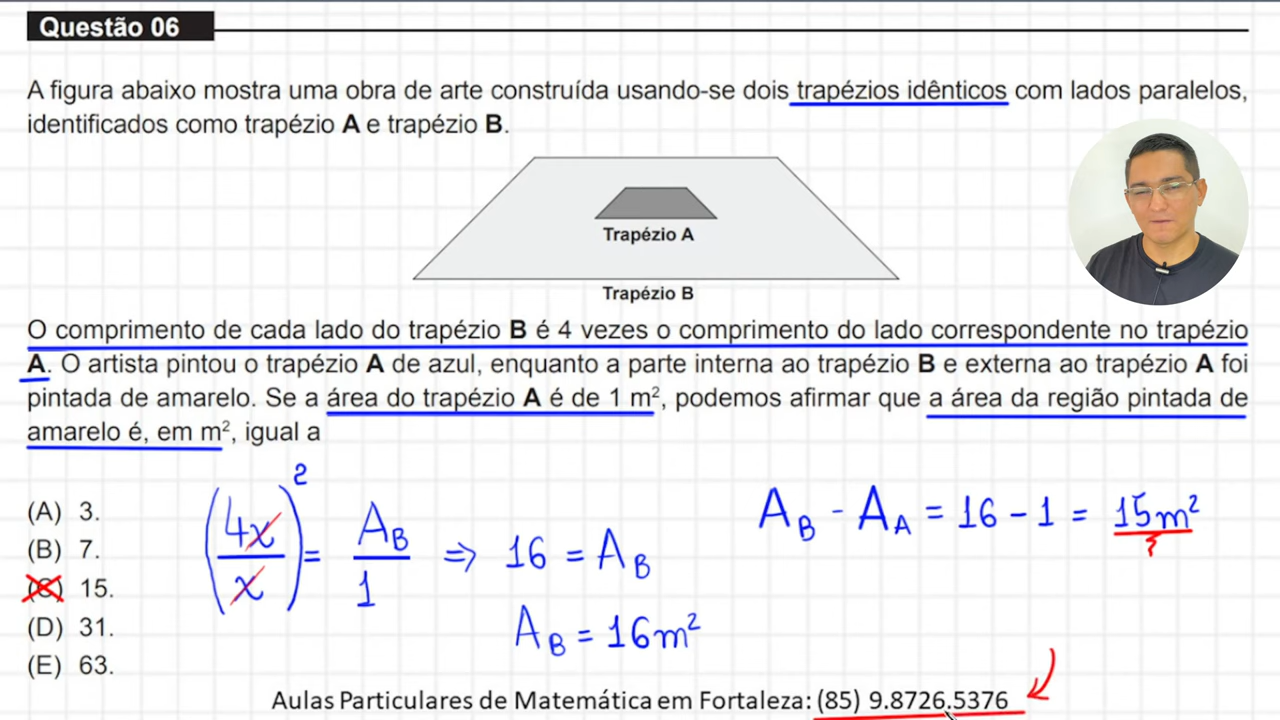 Questão 06
A figura abaixo mostra uma obra de arte construída usando-se dois trapézios idênticos com lados paralelos,
identificados como trapézio A e trapézio B.
Trapézio A
Trapézio B
O comprimento de cada lado do trapézio B é 4 vezes o comprimento do lado correspondente no trapézio
A. O artista pintou o trapézio A de azul, enquanto a parte interna ao trapézio B e externa ao trapézio A foi
pintada de amarelo. Se a área do trapézio A é de 1 m², podemos afirmar que a área da região pintada de
amarelo é, em m², igual a
(A) 3.
(B) 7.
(C) 15.
(D) 31.
(E) 63.
(4x/x)² = A_B/1 ⇒ 16 = A_B
A_B = 16m²
A_B - A_A = 16 - 1 = 15m²
Aulas Particulares de Matemática em Fortaleza: (85) 9.8726.5376